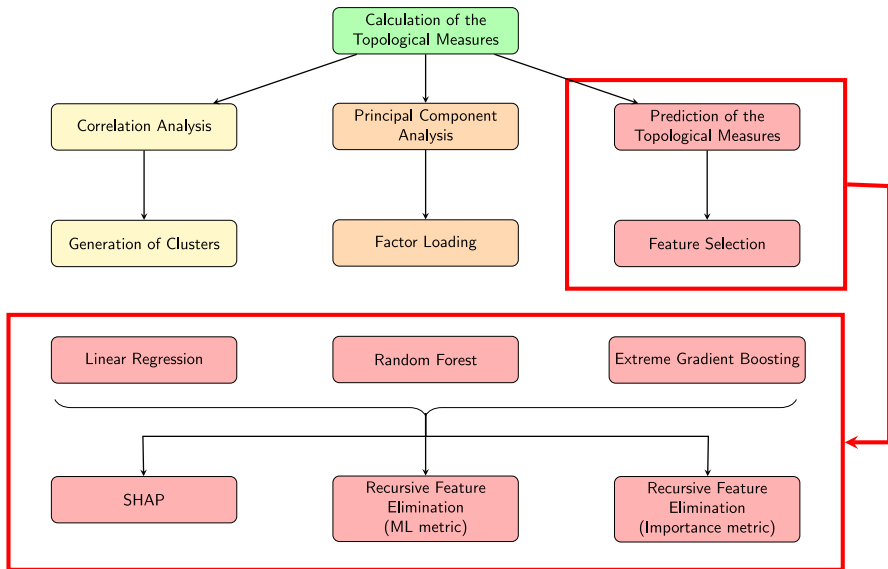 Calculation of the
Topological Measures
Correlation Analysis
Principal Component
Analysis
Prediction of the
Topological Measures
Generation of Clusters
Factor Loading
Feature Selection
Linear Regression
Random Forest
Extreme Gradient Boosting
SHAP
Recursive Feature
Elimination
(ML metric)
Recursive Feature
Elimination
(Importance metric)